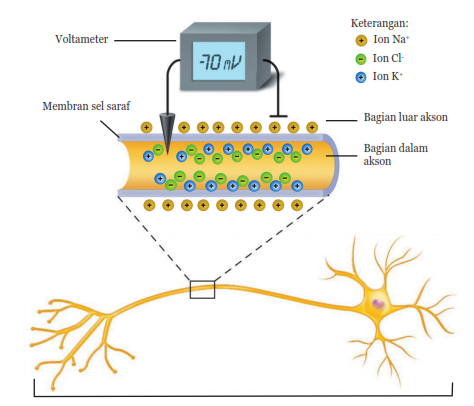 Keterangan:
Ion Na⁺
Ion Cl⁻
Ion K⁺
Voltameter
-70 mV
Membran sel saraf
Bagian luar akson
Bagian dalam
akson